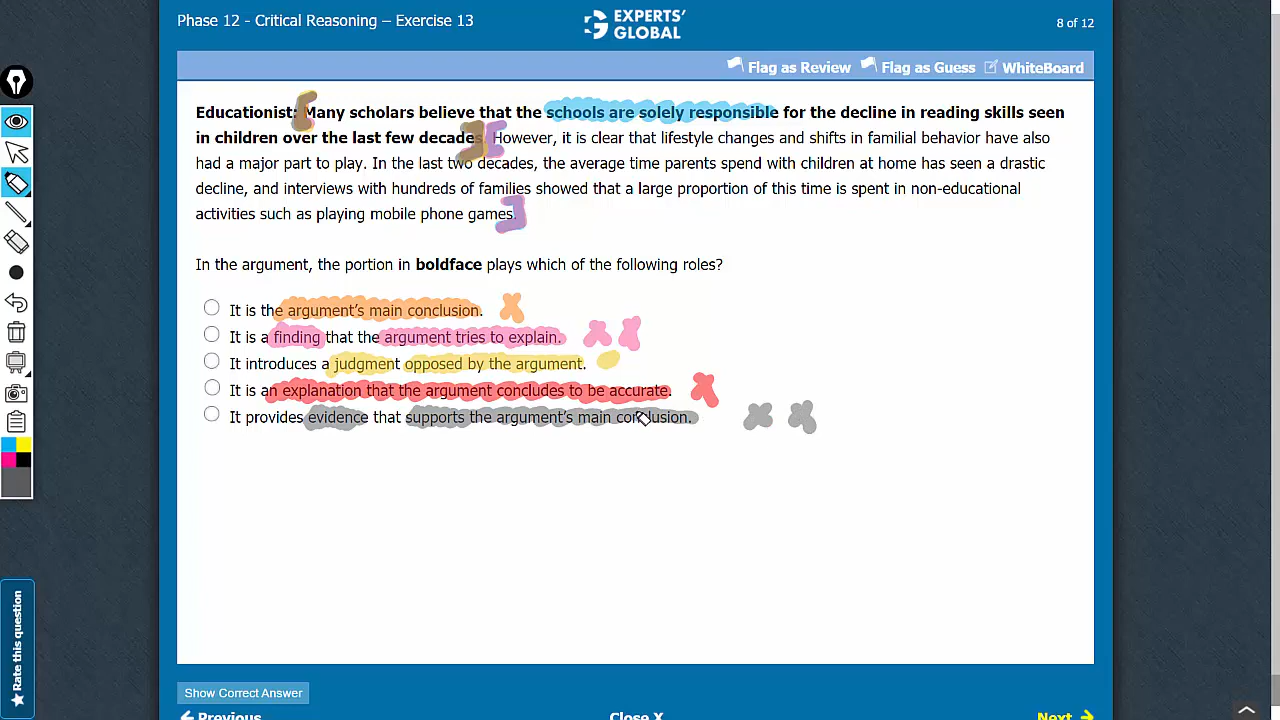 Phase 12 - Critical Reasoning – Exercise 13
EXPERTS'
GLOBAL
8 of 12
Flag as Review
Flag as Guess
WhiteBoard
Educationist: Many scholars believe that the schools are solely responsible for the decline in reading skills seen
in children over the last few decades. However, it is clear that lifestyle changes and shifts in familial behavior have also
had a major part to play. In the last two decades, the average time parents spend with children at home has seen a drastic
decline, and interviews with hundreds of families showed that a large proportion of this time is spent in non-educational
activities such as playing mobile phone games.
In the argument, the portion in boldface plays which of the following roles?
It is the argument's main conclusion.
It is a finding that the argument tries to explain.
It introduces a judgment opposed by the argument.
It is an explanation that the argument concludes to be accurate.
It provides evidence that supports the argument's main conclusion.
Rate this question
Show Correct Answer
Previous
Close X
Next